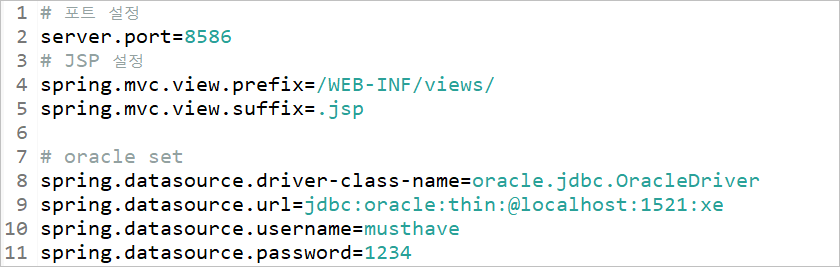 1 # 포트 설정
2 server.port=8586
3 # JSP 설정
4 spring.mvc.view.prefix=/WEB-INF/views/
5 spring.mvc.view.suffix=.jsp
6
7 # oracle set
8 spring.datasource.driver-class-name=oracle.jdbc.OracleDriver
9 spring.datasource.url=jdbc:oracle:thin:@localhost:1521:xe
10 spring.datasource.username=musthave
11 spring.datasource.password=1234